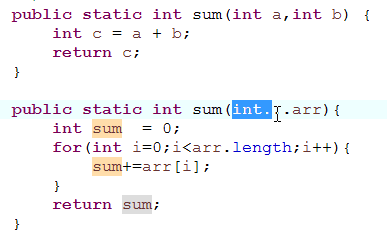 public static int sum(int a,int b) {
int c = a + b;
return c;
}
public static int sum(int...arr){
int sum = 0;
for(int i=0;i<arr.length;i++){
sum+=arr[i];
}
return sum;
}